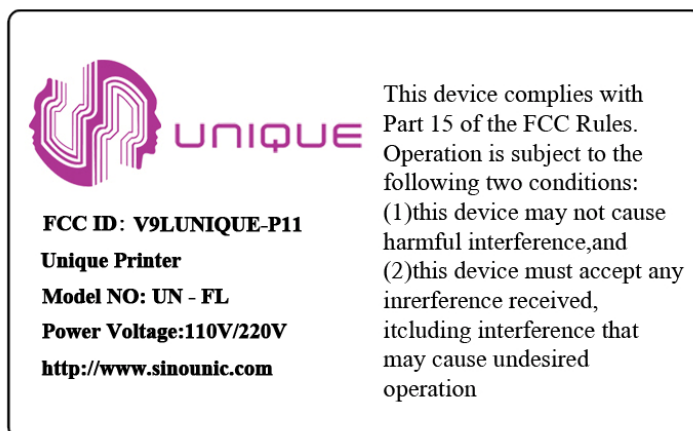 UNIQUE
FCC ID: V9LUNIQUE-P11
Unique Printer
Model NO: UN - FL
Power Voltage:110V/220V
http://www.sinounic.com
This device complies with
Part 15 of the FCC Rules.
Operation is subject to the
following two conditions:
(1)this device may not cause
harmful interference,and
(2)this device must accept any
inrerference received,
itcluding interference that
may cause undesired
operation